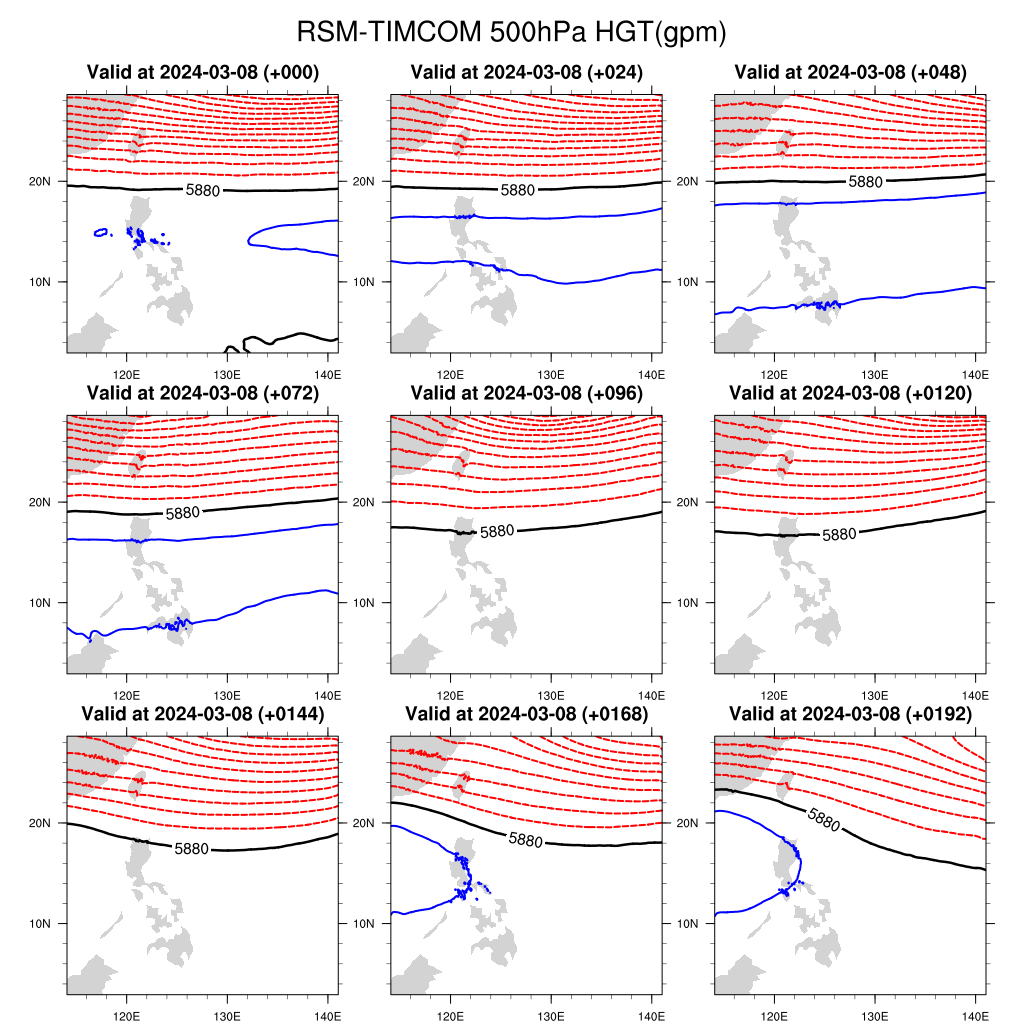 RSM-TIMCOM 500hPa HGT(gpm)
Valid at 2024-03-08 (+000) Valid at 2024-03-08 (+024) Valid at 2024-03-08 (+048)
20N 5880 20N 5880 20N 5880
10N 10N 10N
120E 130E 140E 120E 130E 140E 120E 130E 140E
Valid at 2024-03-08 (+072) Valid at 2024-03-08 (+096) Valid at 2024-03-08 (+0120)
20N 5880 20N 5880 20N 5880
10N 10N 10N
120E 130E 140E 120E 130E 140E 120E 130E 140E
Valid at 2024-03-08 (+0144) Valid at 2024-03-08 (+0168) Valid at 2024-03-08 (+0192)
20N 5880 20N 5880 20N 5880
10N 10N 10N
120E 130E 140E 120E 130E 140E 120E 130E 140E